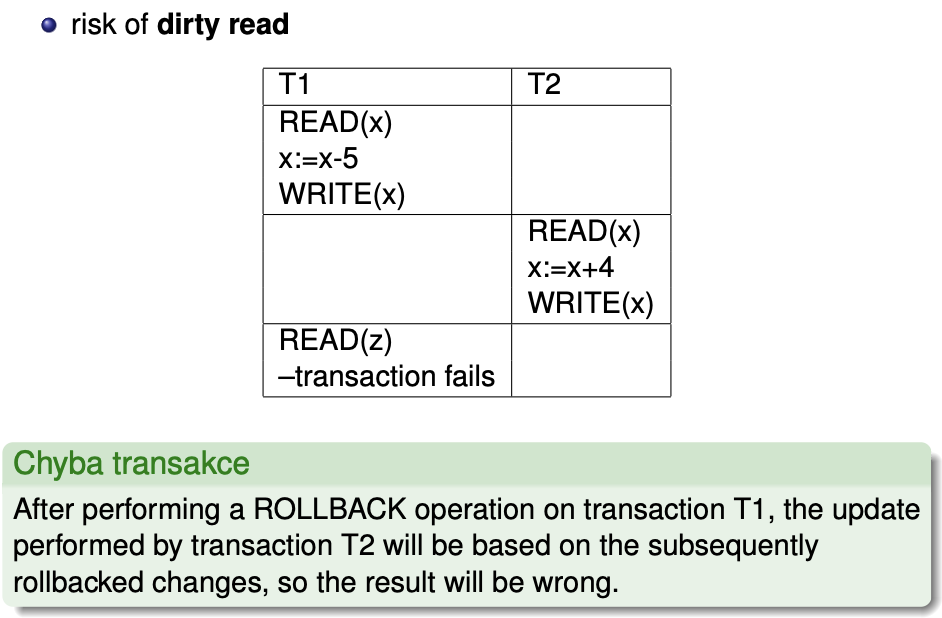 risk of dirty read
T1 T2
READ(x)
x:=x-5
WRITE(x)
READ(x)
x:=x+4
WRITE(x)
READ(z)
–transaction fails
Chyba transakce
After performing a ROLLBACK operation on transaction T1, the update
performed by transaction T2 will be based on the subsequently
rollbacked changes, so the result will be wrong.